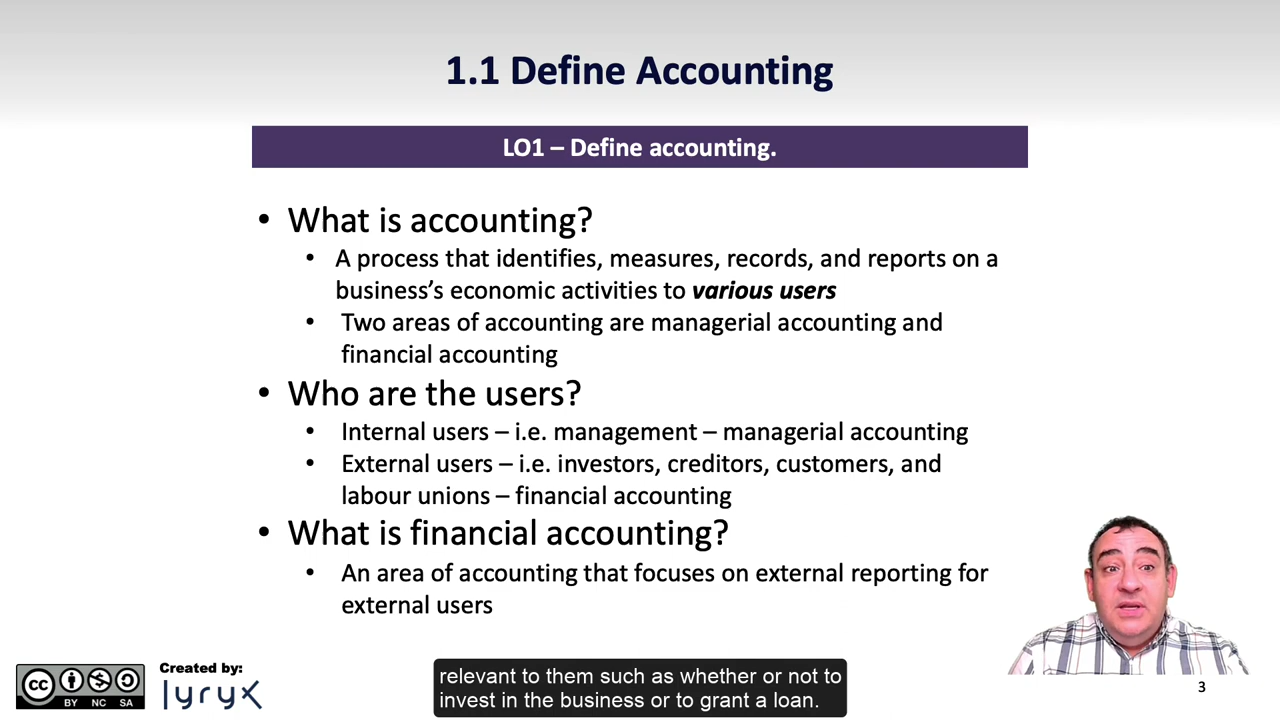 1.1 Define Accounting
LO1 – Define accounting.
• What is accounting?
• A process that identifies, measures, records, and reports on a
business’s economic activities to various users
• Two areas of accounting are managerial accounting and
financial accounting
• Who are the users?
• Internal users – i.e. management – managerial accounting
• External users – i.e. investors, creditors, customers, and
labour unions – financial accounting
• What is financial accounting?
• An area of accounting that focuses on external reporting for
external users
cc
BY NC SA
Created by:
lyryx
relevant to them such as whether or not to
invest in the business or to grant a loan.
3